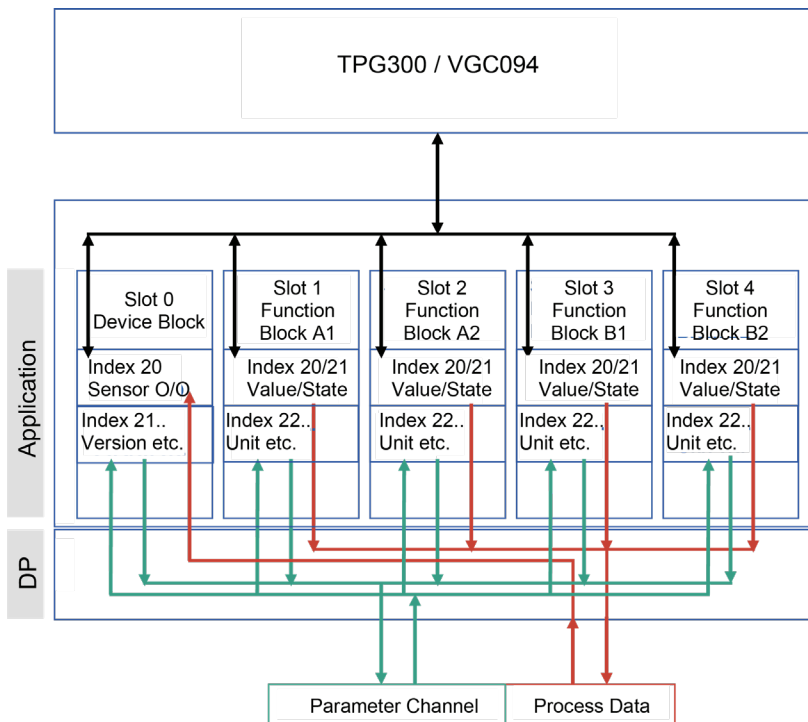 TPG300 / VGC094
Application
Slot 0
Device Block
Slot 1
Function
Block A1
Slot 2
Function
Block A2
Slot 3
Function
Block B1
Slot 4
Function
Block B2
Index 20
Sensor O/O
Index 20/21
Value/State
Index 20/21
Value/State
Index 20/21
Value/State
Index 20/21
Value/State
Index 21..
Version etc.
Index 22..
Unit etc.
Index 22..
Unit etc.
Index 22..
Unit etc.
Index 22..
Unit etc.
DP
Parameter Channel
Process Data